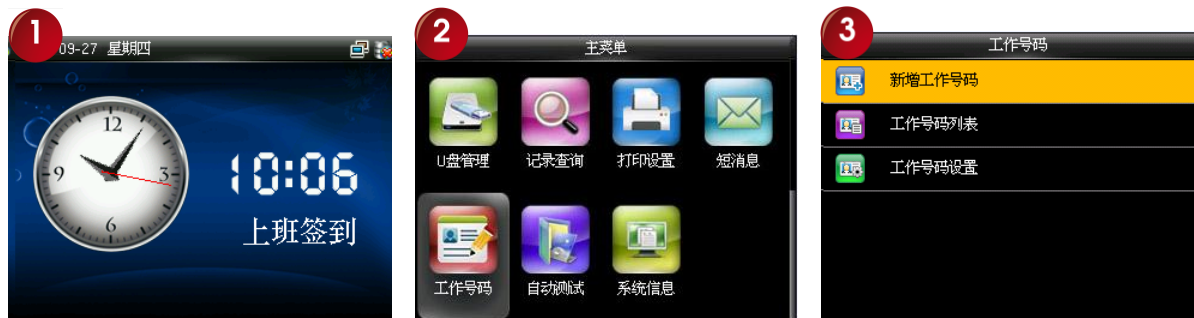 1
09-27 星期四
12
3
6
9
10:06
上班签到
2
主菜单
U盘管理
记录查询
打印设置
短消息
工作号码
自动测试
系统信息
3
工作号码
新增工作号码
工作号码列表
工作号码设置